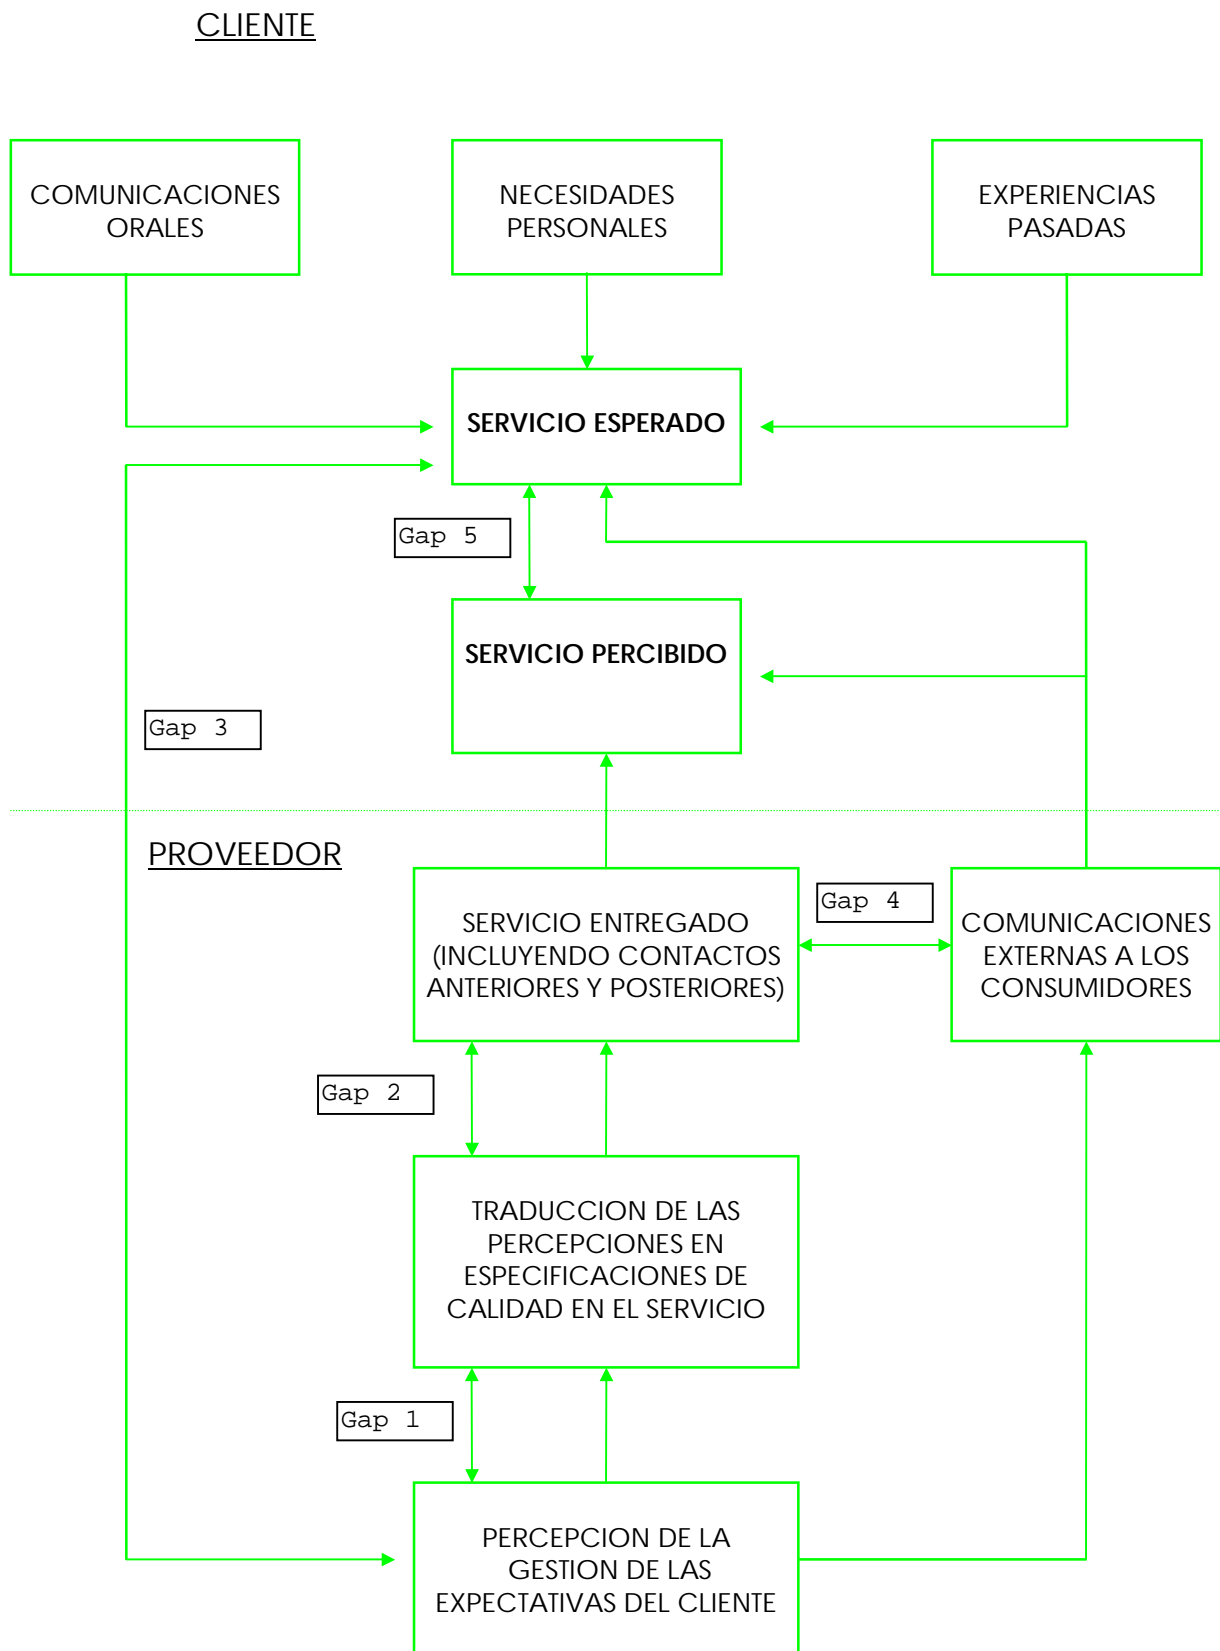 CLIENTE
COMUNICACIONES
ORALES
NECESIDADES
PERSONALES
EXPERIENCIAS
PASADAS
SERVICIO ESPERADO
Gap 5
SERVICIO PERCIBIDO
Gap 3
PROVEEDOR
SERVICIO ENTREGADO
(INCLUYENDO CONTACTOS
ANTERIORES Y POSTERIORES)
Gap 4
COMUNICACIONES
EXTERNAS A LOS
CONSUMIDORES
Gap 2
TRADUCCION DE LAS
PERCEPCIONES EN
ESPECIFICACIONES DE
CALIDAD EN EL SERVICIO
Gap 1
PERCEPCION DE LA
GESTION DE LAS
EXPECTATIVAS DEL CLIENTE